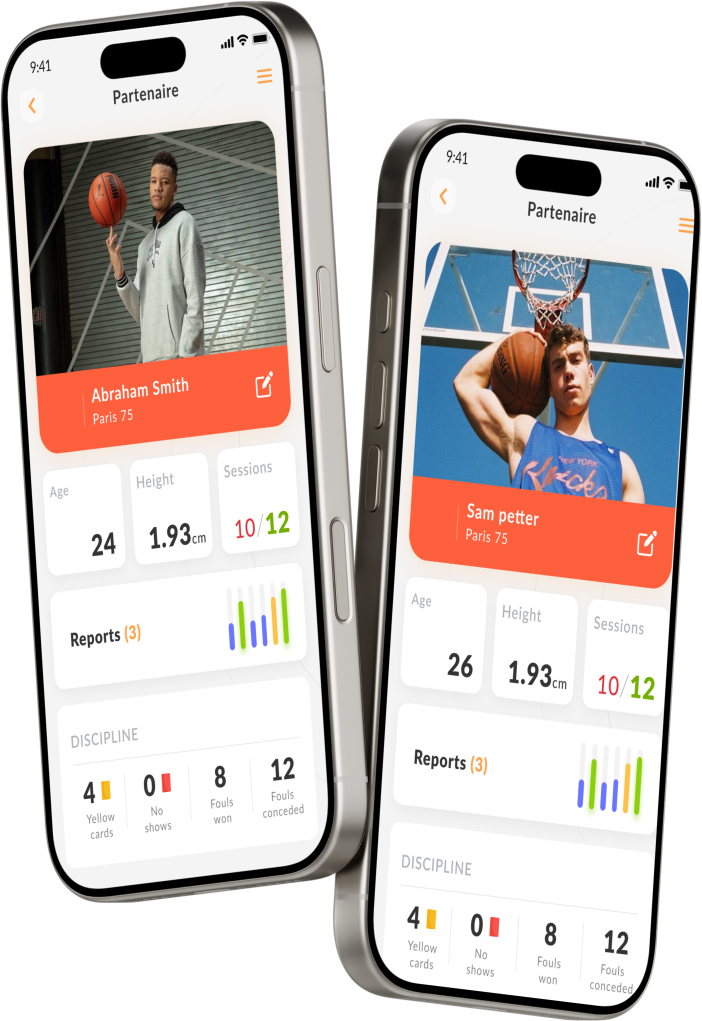 9:41
Partenaire
Abraham Smith
Paris 75
Age
24
Height
1.93cm
Sessions
10/12
Reports (3)
DISCIPLINE
4
Yellow
cards
0
No
shows
8
Fouls
won
12
Fouls
conceded
9:41
Partenaire
NEW YORK
Knicks
Sam petter
Paris 75
Age
26
Height
1.93cm
Sessions
10/12
Reports (3)
DISCIPLINE
4
Yellow
cards
0
No
shows
8
Fouls
won
12
Fouls
conceded